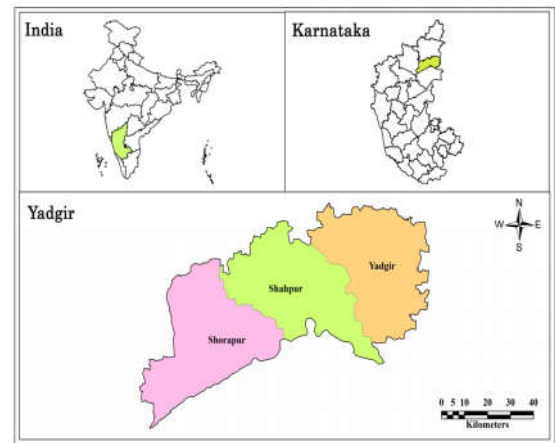 India
Karnataka
Yadgir
N
W E
S
Yadgir
Shahpur
Shorapur
0 5 10 20 30 40
Kilometers